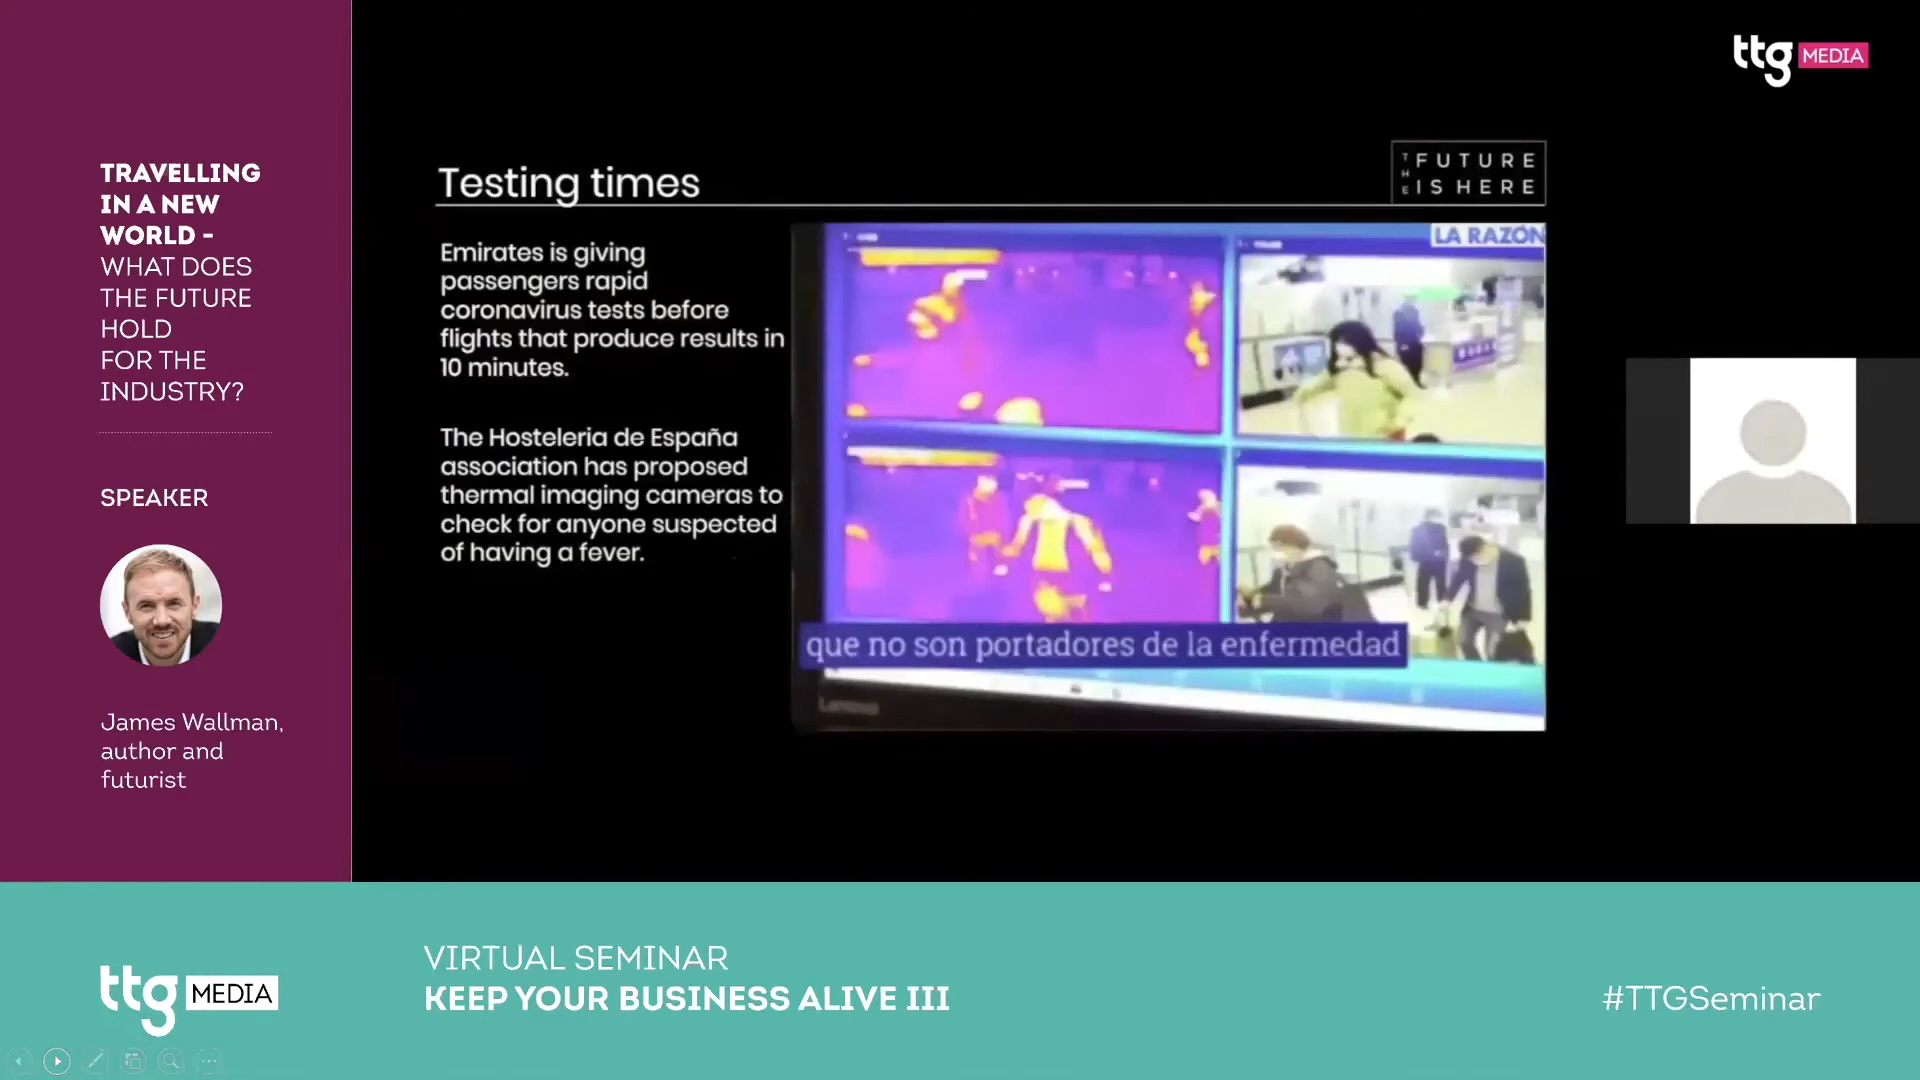 ttg MEDIA
TRAVELLING
IN A NEW
WORLD -
WHAT DOES
THE FUTURE
HOLD
FOR THE
INDUSTRY?
SPEAKER
James Wallman,
author and
futurist
Testing times
THE FUTURE
IS HERE
Emirates is giving
passengers rapid
coronavirus tests before
flights that produce results in
10 minutes.
The Hosteleria de España
association has proposed
thermal imaging cameras to
check for anyone suspected
of having a fever.
LA RAZÓN
que no son portadores de la enfermedad
Lenovo
ttg MEDIA
VIRTUAL SEMINAR
KEEP YOUR BUSINESS ALIVE III
#TTGSeminar